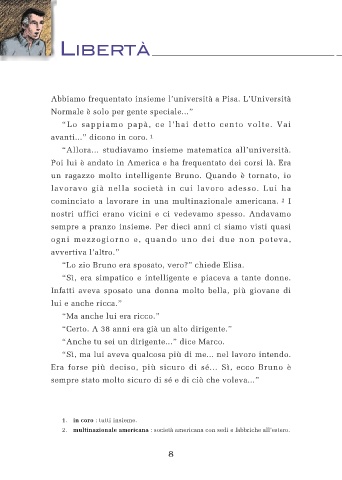 LIBERTÀ
Abbiamo frequentato insieme l'università a Pisa. L'Università
Normale è solo per gente speciale..."
"Lo sappiamo papà, ce l'hai detto cento volte. Vai
avanti..." dicono in coro. 1
"Allora... studiavamo insieme matematica all'università.
Poi lui è andato in America e ha frequentato dei corsi là. Era
un ragazzo molto intelligente Bruno. Quando è tornato, io
lavoravo già nella società in cui lavoro adesso. Lui ha
cominciato a lavorare in una multinazionale americana. 2 I
nostri uffici erano vicini e ci vedevamo spesso. Andavamo
sempre a pranzo insieme. Per dieci anni ci siamo visti quasi
ogni mezzogiorno e, quando uno dei due non poteva,
avvertiva l'altro."
"Lo zio Bruno era sposato, vero?" chiede Elisa.
"Sì, era simpatico e intelligente e piaceva a tante donne.
Infatti aveva sposato una donna molto bella, più giovane di
lui e anche ricca."
"Ma anche lui era ricco."
"Certo. A 38 anni era già un alto dirigente."
"Anche tu sei un dirigente..." dice Marco.
"Sì, ma lui aveva qualcosa più di me... nel lavoro intendo.
Era forse più deciso, più sicuro di sé... Sì, ecco Bruno è
sempre stato molto sicuro di sé e di ciò che voleva..."
1. in coro : tutti insieme.
2. multinazionale americana : società americana con sedi e fabbriche all'estero.
8